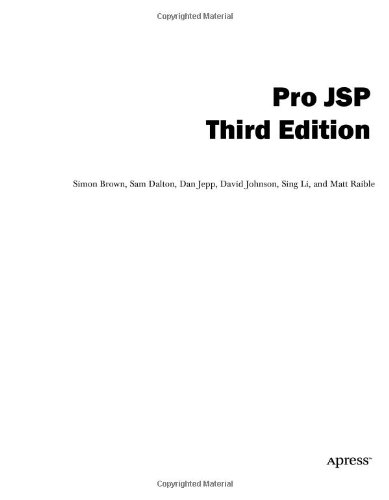 Copyrighted Material
Pro JSP
Third Edition
Simon Brown, Sam Dalton, Dan Jepp, David Johnson, Sing Li, and Matt Raible
Apress™
Copyrighted Material